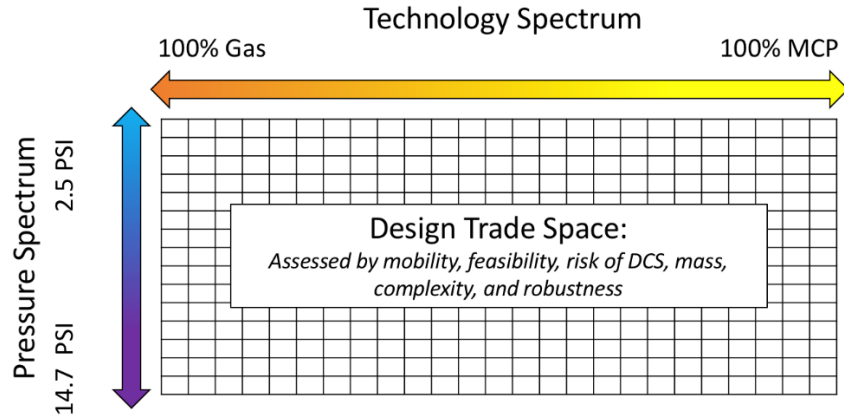 Technology Spectrum
100% Gas
100% MCP
Pressure Spectrum
2.5 PSI
14.7 PSI
Design Trade Space:
Assessed by mobility, feasibility, risk of DCS, mass,
complexity, and robustness